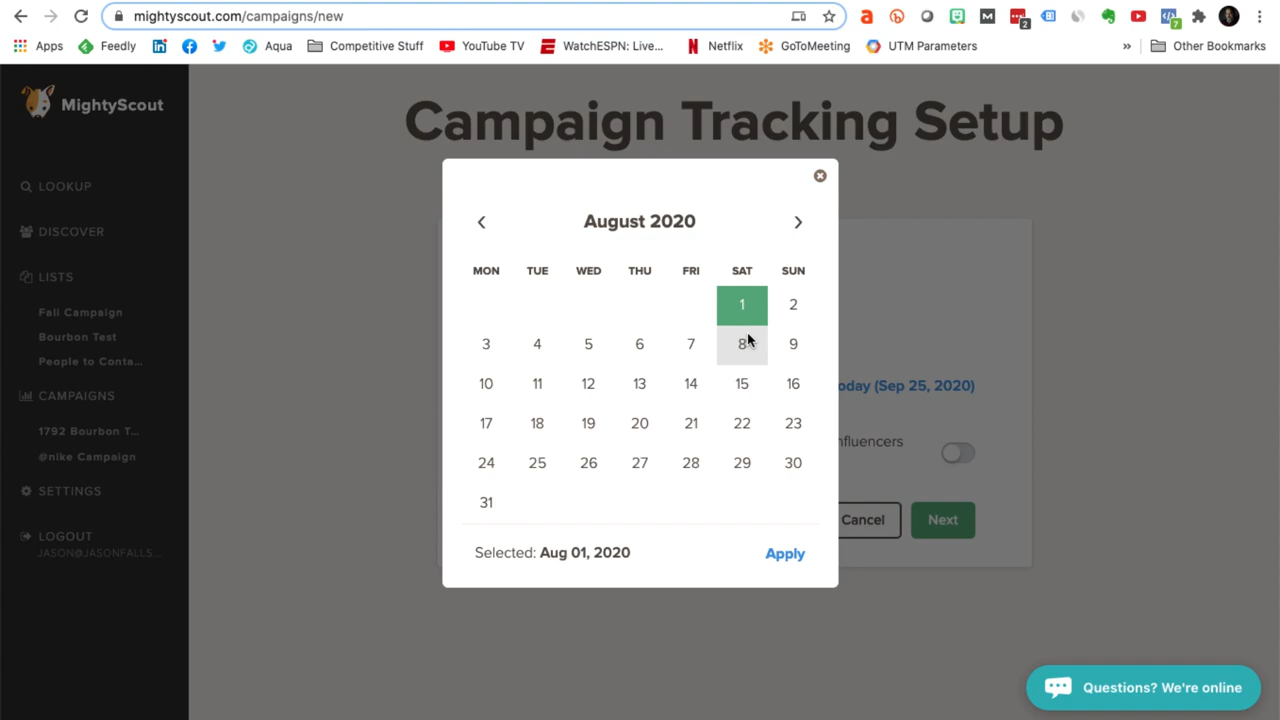 mightyscout.com/campaigns/new
2
7
Apps Feedly Aqua Competitive Stuff YouTube TV WatchESPN: Live... Netflix GoToMeeting UTM Parameters » Other Bookmarks
MightyScout
LOOKUP
DISCOVER
LISTS
Fall Campaign
Bourbon Test
People to Conta...
CAMPAIGNS
1792 Bourbon T...
@nike Campaign
SETTINGS
LOGOUT
JASON@JASONFALLS...
Campaign Tracking Setup
August 2020
MON TUE WED THU FRI SAT SUN
1 2
3 4 5 6 7 8 9
10 11 12 13 14 15 16
17 18 19 20 21 22 23
24 25 26 27 28 29 30
31
Selected: Aug 01, 2020 Apply
oday (Sep 25, 2020)
nfluencers
Cancel Next
Questions? We're online